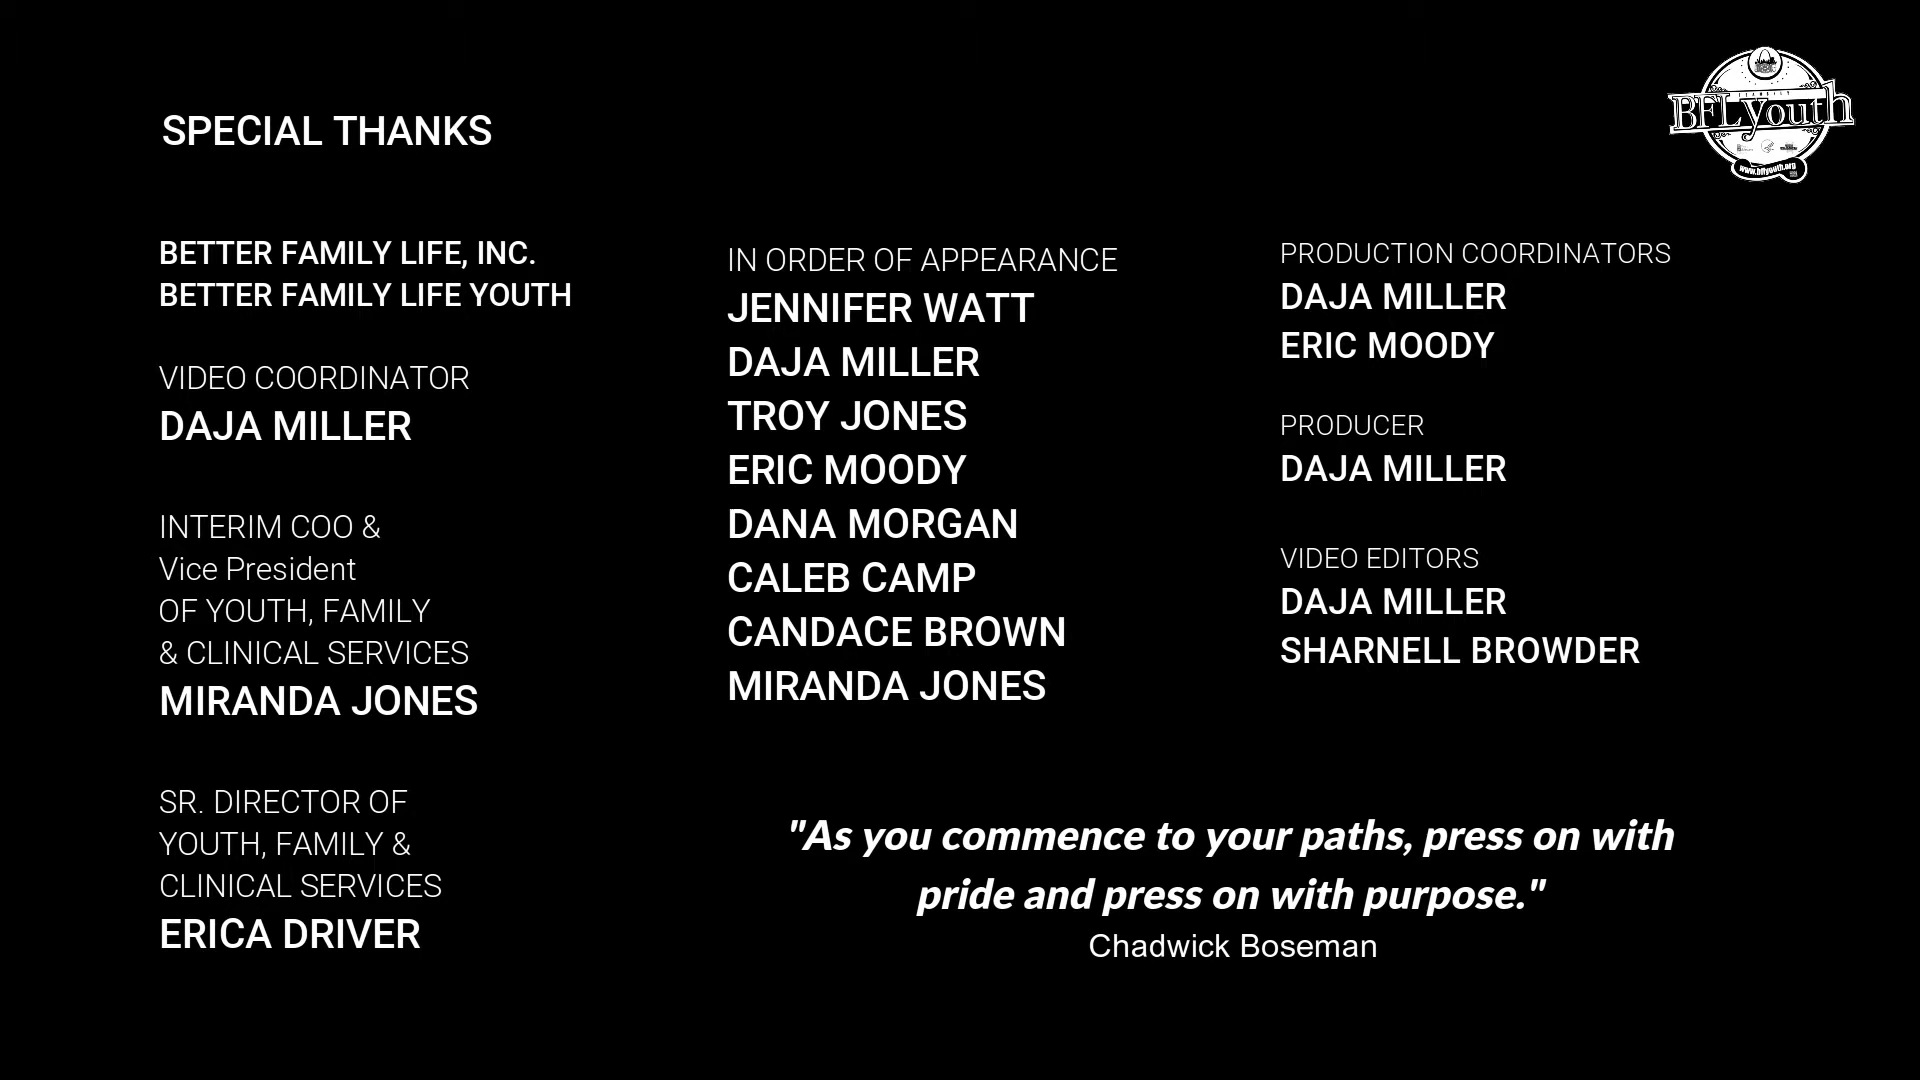 SPECIAL THANKS
BETTER FAMILY LIFE, INC.
BETTER FAMILY LIFE YOUTH
VIDEO COORDINATOR
DAJA MILLER
INTERIM COO &
Vice President
OF YOUTH, FAMILY
& CLINICAL SERVICES
MIRANDA JONES
SR. DIRECTOR OF
YOUTH, FAMILY &
CLINICAL SERVICES
ERICA DRIVER
IN ORDER OF APPEARANCE
JENNIFER WATT
DAJA MILLER
TROY JONES
ERIC MOODY
DANA MORGAN
CALEB CAMP
CANDACE BROWN
MIRANDA JONES
BFLyouth
www.bflyouth.org
PRODUCTION COORDINATORS
DAJA MILLER
ERIC MOODY
PRODUCER
DAJA MILLER
VIDEO EDITORS
DAJA MILLER
SHARNELL BROWDER
"As you commence to your paths, press on with
pride and press on with purpose."
Chadwick Boseman